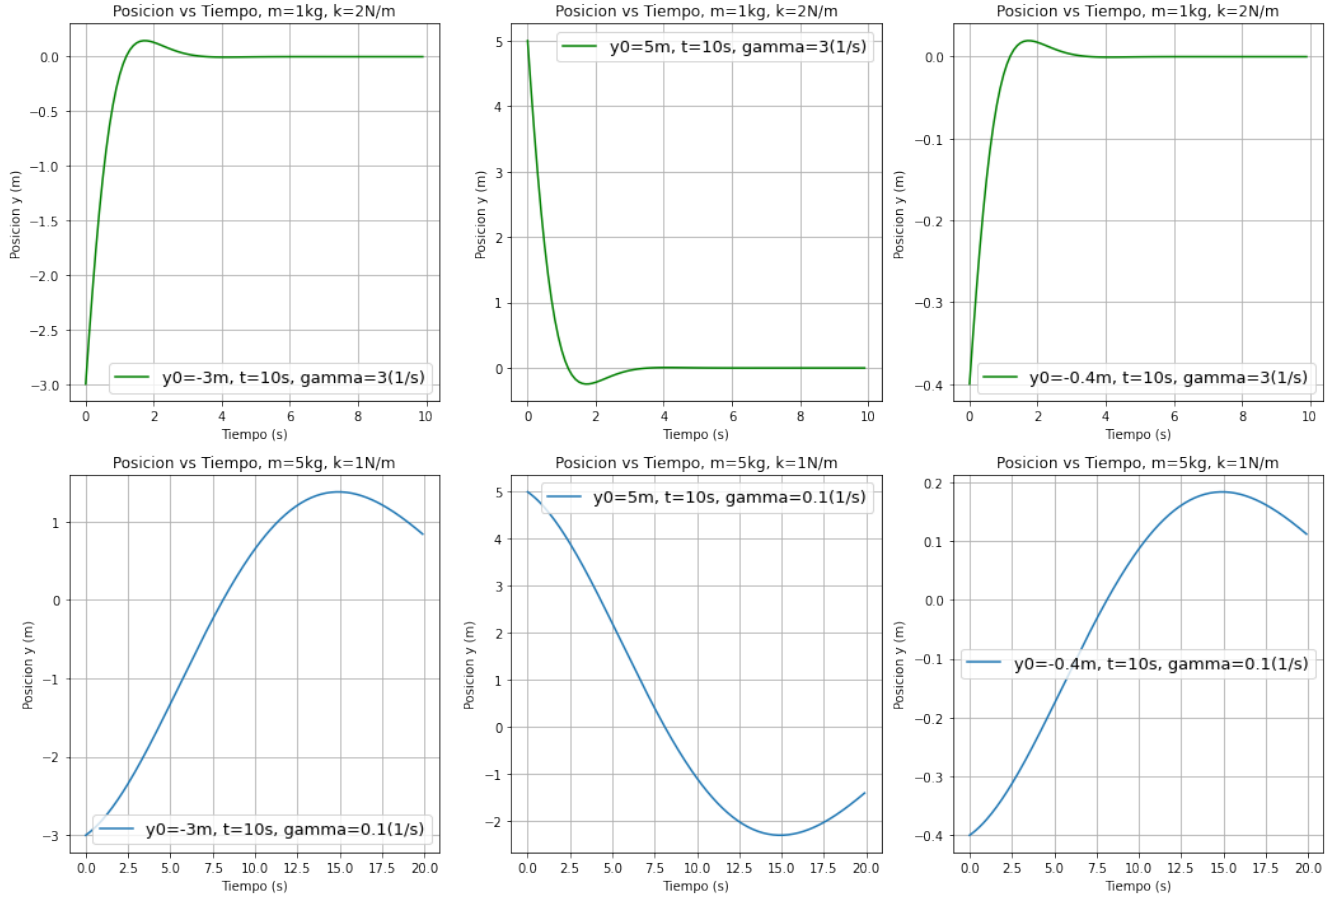 Posicion vs Tiempo, m=1kg, k=2N/m
Posicion y (m)
0.0
−0.5
−1.0
−1.5
−2.0
−2.5
−3.0
y0=-3m, t=10s, gamma=3(1/s)
0 2 4 6 8 10
Tiempo (s)
Posicion vs Tiempo, m=1kg, k=2N/m
Posicion y (m)
5
4
3
2
1
0
y0=5m, t=10s, gamma=3(1/s)
0 2 4 6 8 10
Tiempo (s)
Posicion vs Tiempo, m=1kg, k=2N/m
Posicion y (m)
0.0
−0.1
−0.2
−0.3
−0.4
y0=-0.4m, t=10s, gamma=3(1/s)
0 2 4 6 8 10
Tiempo (s)
Posicion vs Tiempo, m=5kg, k=1N/m
Posicion y (m)
1
0
−1
−2
−3
y0=-3m, t=10s, gamma=0.1(1/s)
0.0 2.5 5.0 7.5 10.0 12.5 15.0 17.5 20.0
Tiempo (s)
Posicion vs Tiempo, m=5kg, k=1N/m
Posicion y (m)
5
4
3
2
1
0
−1
−2
y0=5m, t=10s, gamma=0.1(1/s)
0.0 2.5 5.0 7.5 10.0 12.5 15.0 17.5 20.0
Tiempo (s)
Posicion vs Tiempo, m=5kg, k=1N/m
Posicion y (m)
0.2
0.1
0.0
−0.1
−0.2
−0.3
−0.4
y0=-0.4m, t=10s, gamma=0.1(1/s)
0.0 2.5 5.0 7.5 10.0 12.5 15.0 17.5 20.0
Tiempo (s)